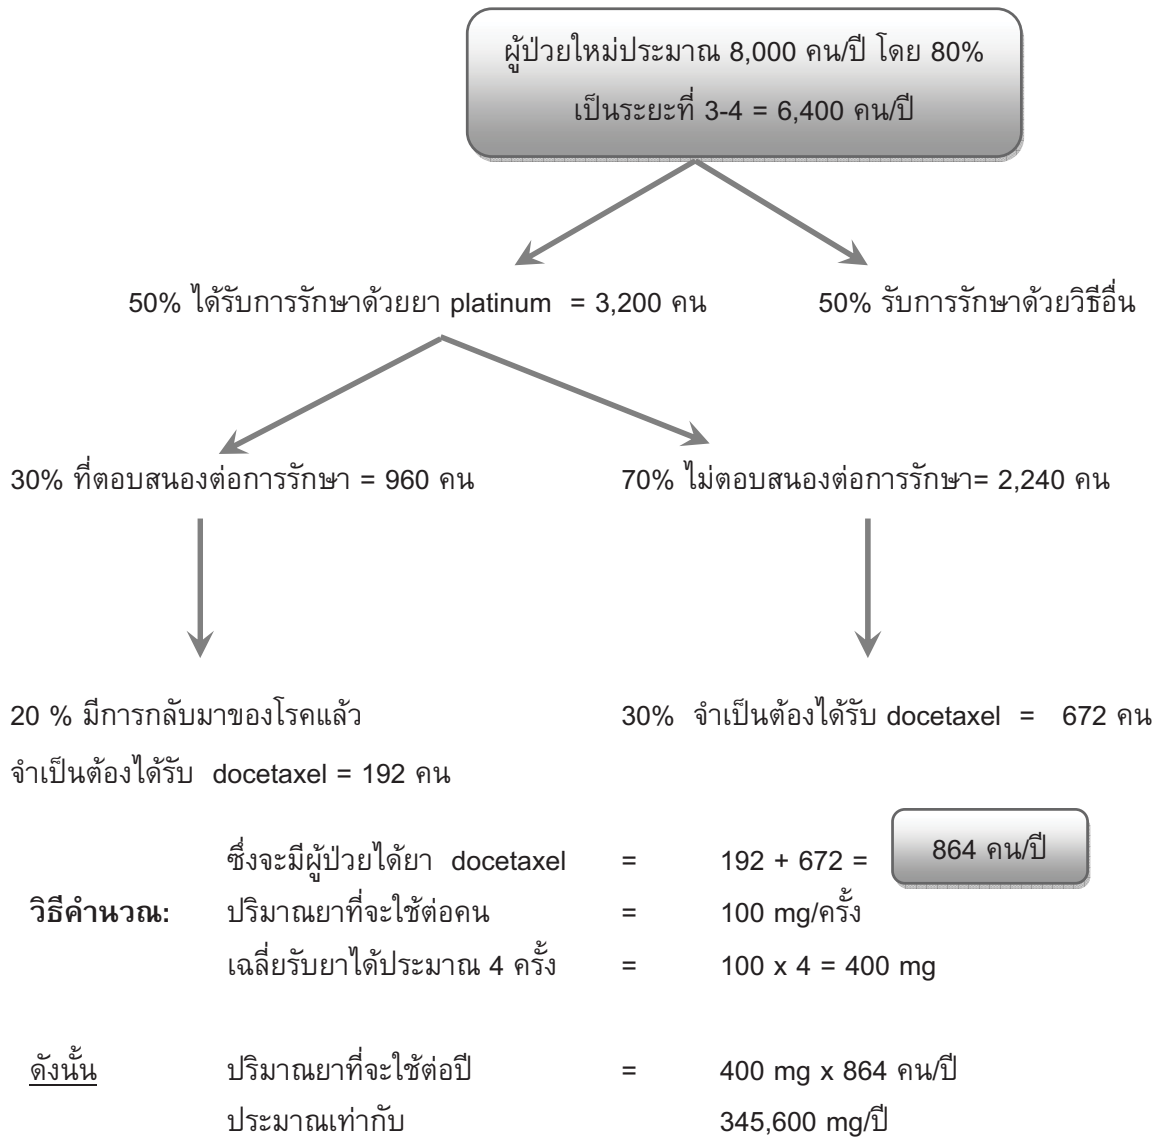 ผู้ป่วยใหม่ประมาณ 8,000 คน/ปี โดย 80%
เป็นระยะที่ 3-4 = 6,400 คน/ปี
50% ได้รับการรักษาด้วยยา platinum = 3,200 คน
50% รับการรักษาด้วยวิธีอื่น
30% ที่ตอบสนองต่อการรักษา = 960 คน
70% ไม่ตอบสนองต่อการรักษา= 2,240 คน
20 % มีการกลับมาของโรคแล้ว
จำเป็นต้องได้รับ docetaxel = 192 คน
30% จำเป็นต้องได้รับ docetaxel = 672 คน
ซึ่งจะมีผู้ป่วยได้ยา docetaxel = 192 + 672 = 864 คน/ปี
วิธีคำนวณ: ปริมาณยาที่จะใช้ต่อคน = 100 mg/ครั้ง
เฉลี่ยรับยาได้ประมาณ 4 ครั้ง = 100 x 4 = 400 mg
ดังนั้น ปริมาณยาที่จะใช้ต่อปี = 400 mg x 864 คน/ปี
ประมาณเท่ากับ 345,600 mg/ปี